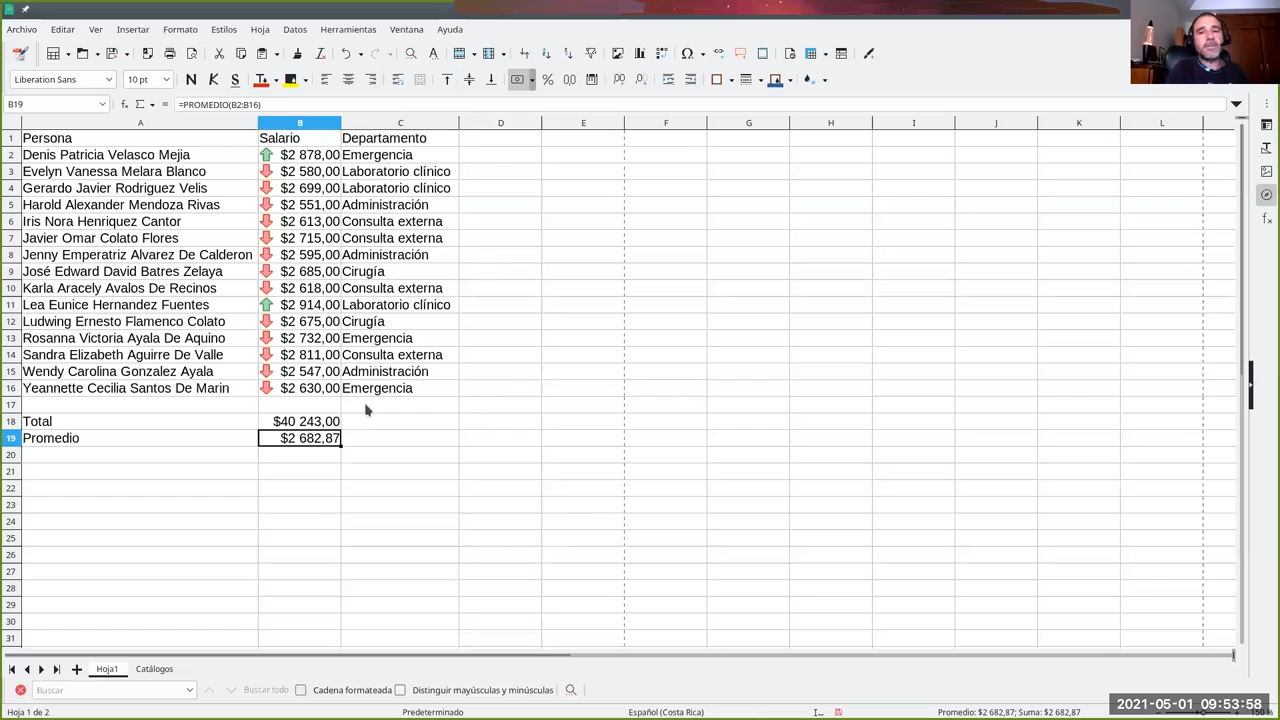 Archivo Editar Ver Insertar Formato Estilos Hoja Datos Herramientas Ventana Ayuda
Liberation Sans 10 pt
B19 =PROMEDIO(B2:B16)
A B C D E F G H I J K L
1 Persona Salario Departamento
2 Denis Patricia Velasco Mejia $2 878,00 Emergencia
3 Evelyn Vanessa Melara Blanco $2 580,00 Laboratorio clínico
4 Gerardo Javier Rodriguez Velis $2 699,00 Laboratorio clínico
5 Harold Alexander Mendoza Rivas $2 551,00 Administración
6 Iris Nora Henriquez Cantor $2 613,00 Consulta externa
7 Javier Omar Colato Flores $2 715,00 Consulta externa
8 Jenny Emperatriz Alvarez De Calderon $2 595,00 Administración
9 José Edward David Batres Zelaya $2 685,00 Cirugía
10 Karla Aracely Avalos De Recinos $2 618,00 Consulta externa
11 Lea Eunice Hernandez Fuentes $2 914,00 Laboratorio clínico
12 Ludwing Ernesto Flamenco Colato $2 675,00 Cirugía
13 Rosanna Victoria Ayala De Aquino $2 732,00 Emergencia
14 Sandra Elizabeth Aguirre De Valle $2 811,00 Consulta externa
15 Wendy Carolina Gonzalez Ayala $2 547,00 Administración
16 Yeannette Cecilia Santos De Marin $2 630,00 Emergencia
17
18 Total $40 243,00
19 Promedio $2 682,87
20
21
22
23
24
25
26
27
28
29
30
31
Hoja1 Catálogos
Buscar Buscar todo Cadena formateada Distinguir mayúsculas y minúsculas
Hoja 1 de 2 Predeterminado Español (Costa Rica) Promedio: $2 682,87; Suma: $2 682,87
2021-05-01 09:53:58